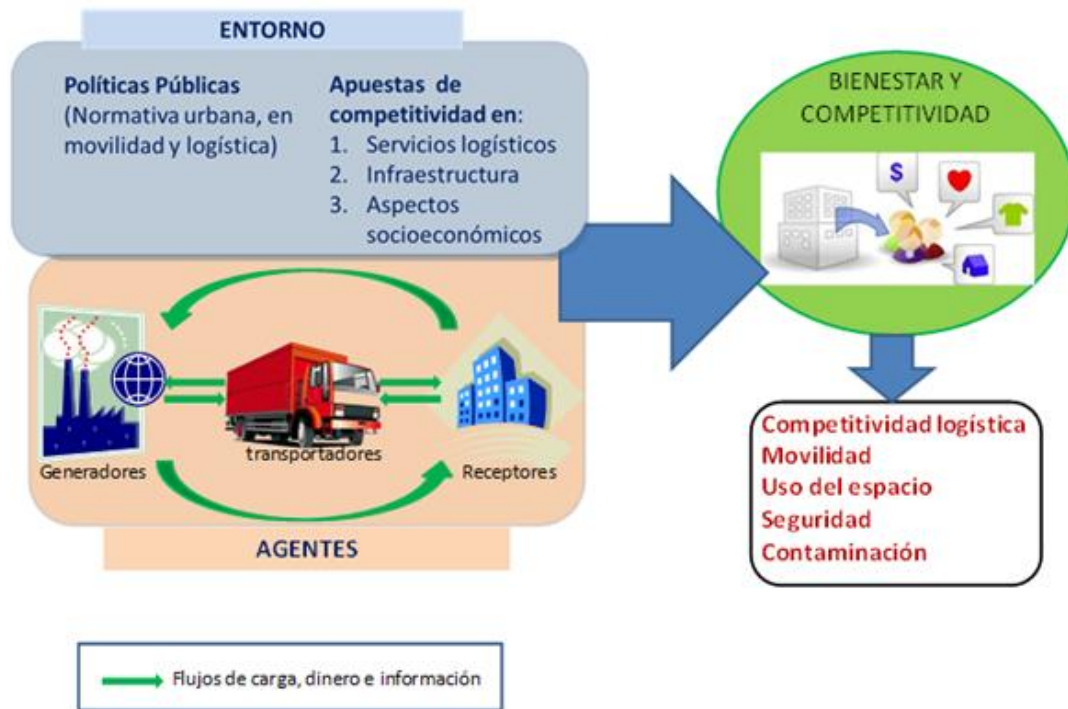 ENTORNO
Políticas Públicas
(Normativa urbana, en
movilidad y logística)
Apuestas de
competitividad en:
1. Servicios logísticos
2. Infraestructura
3. Aspectos
socioeconómicos
BIENESTAR Y
COMPETITIVIDAD
$
Generadores
transportadores
Receptores
AGENTES
Competitividad logística
Movilidad
Uso del espacio
Seguridad
Contaminación
Flujos de carga, dinero e información